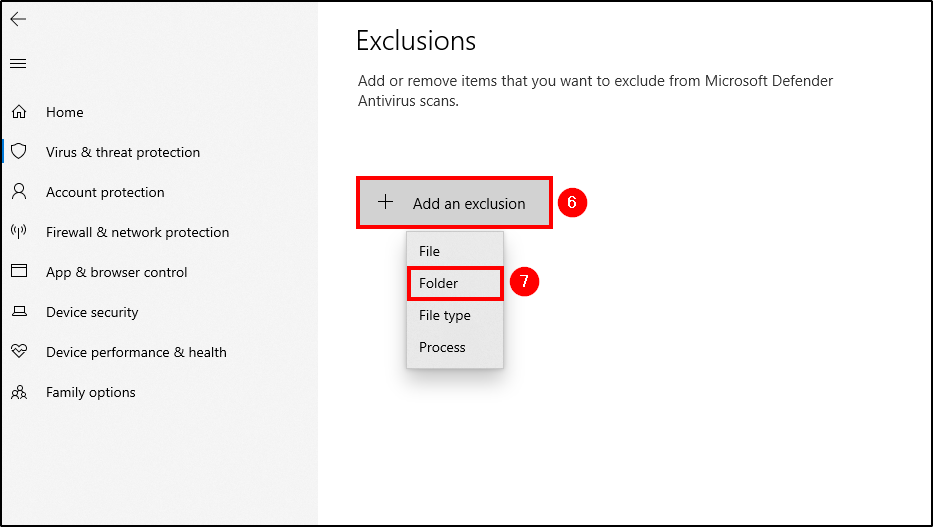 Exclusions
Add or remove items that you want to exclude from Microsoft Defender
Antivirus scans.
Home
Virus & threat protection
Account protection
Firewall & network protection
App & browser control
Device security
Device performance & health
Family options
Add an exclusion
6
File
Folder
7
File type
Process